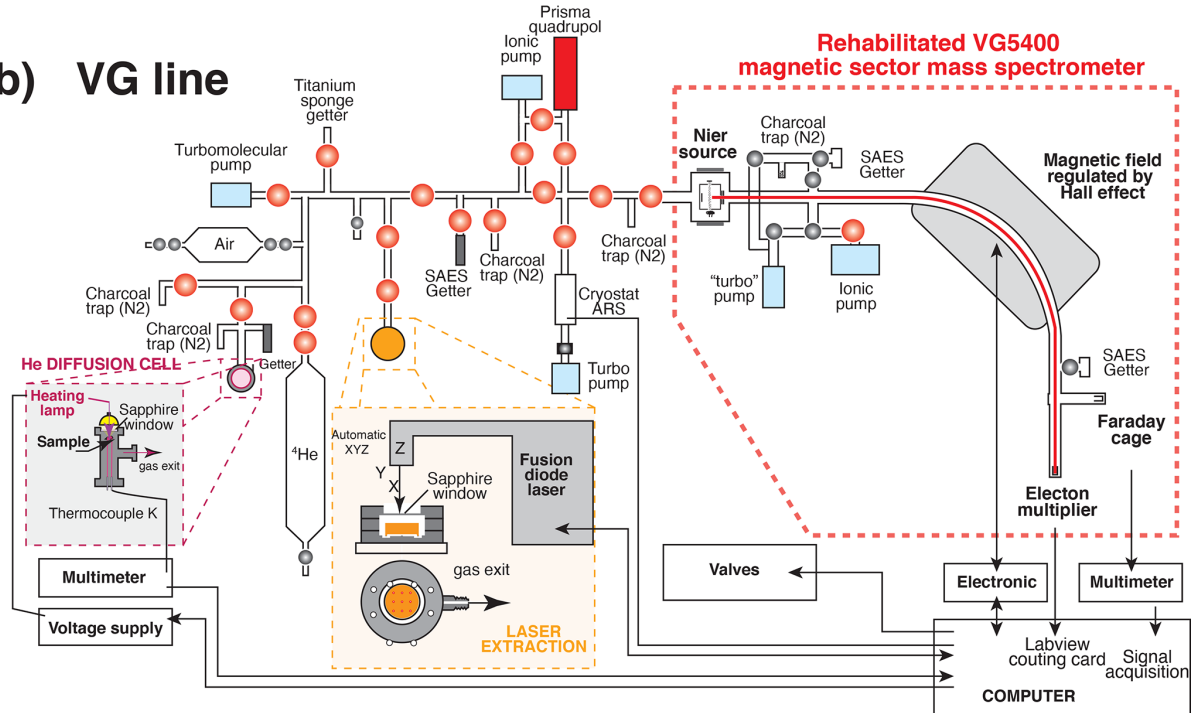 b) VG line
Prisma
quadrupol
Ionic
pump
Titanium
sponge
getter
Turbomolecular
pump
Rehabilitated VG5400
magnetic sector mass spectrometer
Nier
source
Charcoal
trap (N2)
SAES
Getter
Magnetic field
regulated by
Hall effect
Air
SAES
Getter
Charcoal
trap (N2)
Charcoal
trap (N2)
"turbo"
pump
Ionic
pump
Charcoal
trap (N2)
Cryostat
ARS
Charcoal
trap (N2)
Getter
Turbo
pump
He DIFFUSION CELL
Heating
lamp
Sapphire
window
Sample
gas exit
Thermocouple K
4He
Automatic
XYZ
Z
Y
X
Sapphire
window
Fusion
diode
laser
gas exit
LASER
EXTRACTION
SAES
Getter
Faraday
cage
Electon
multiplier
Multimeter
Voltage supply
Valves
Electronic
Multimeter
Labview
couting card
Signal
acquisition
COMPUTER